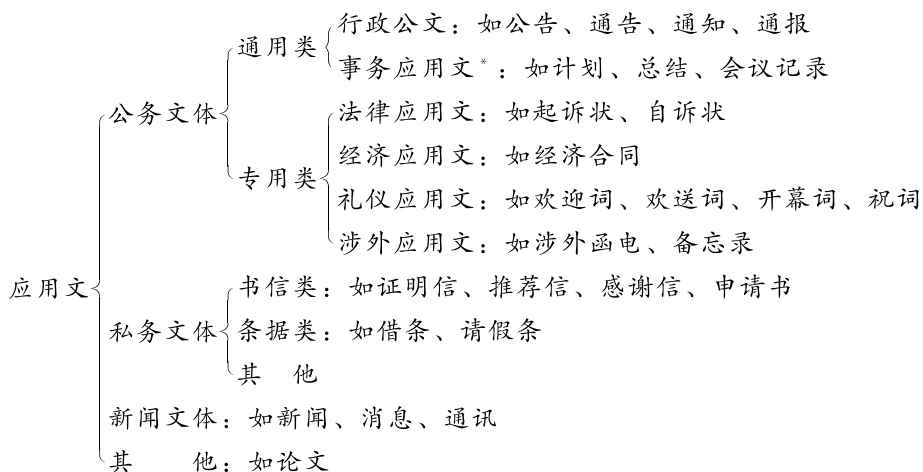 通用类
行政公文：如公告、通告、通知、通报
事务应用文*：如计划、总结、会议记录
公务文体
专用类
法律应用文：如起诉状、自诉状
经济应用文：如经济合同
礼仪应用文：如欢迎词、欢送词、开幕词、祝词
涉外应用文：如涉外函电、备忘录
应用文
私务文体
书信类：如证明信、推荐信、感谢信、申请书
条据类：如借条、请假条
其 他
新闻文体：如新闻、消息、通讯
其 他：如论文